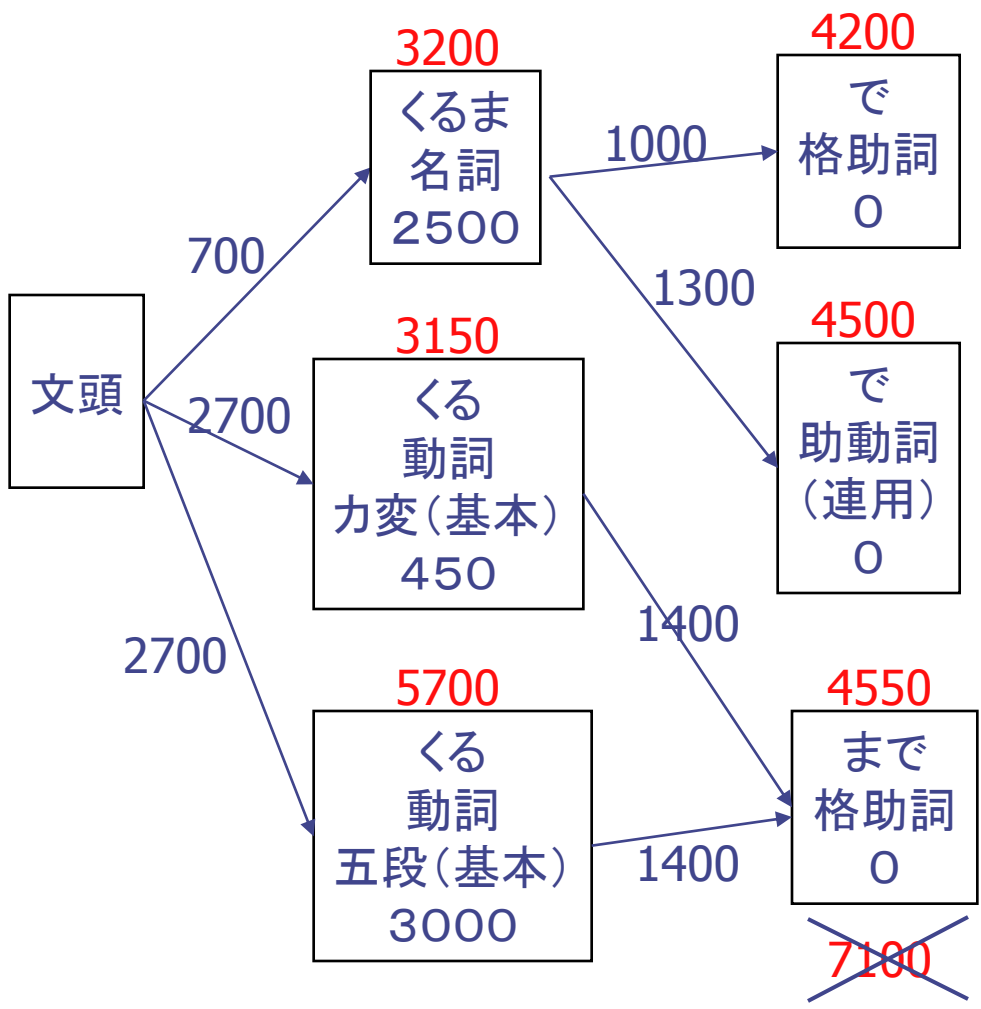 3200
くるま
名詞
２５００
4200
で
格助詞
０
1000
700
1300
文頭
2700
3150
くる
動詞
カ変（基本）
４５０
4500
で
助動詞
（連用）
０
1400
2700
5700
くる
動詞
五段（基本）
３０００
1400
4550
まで
格助詞
０
7100